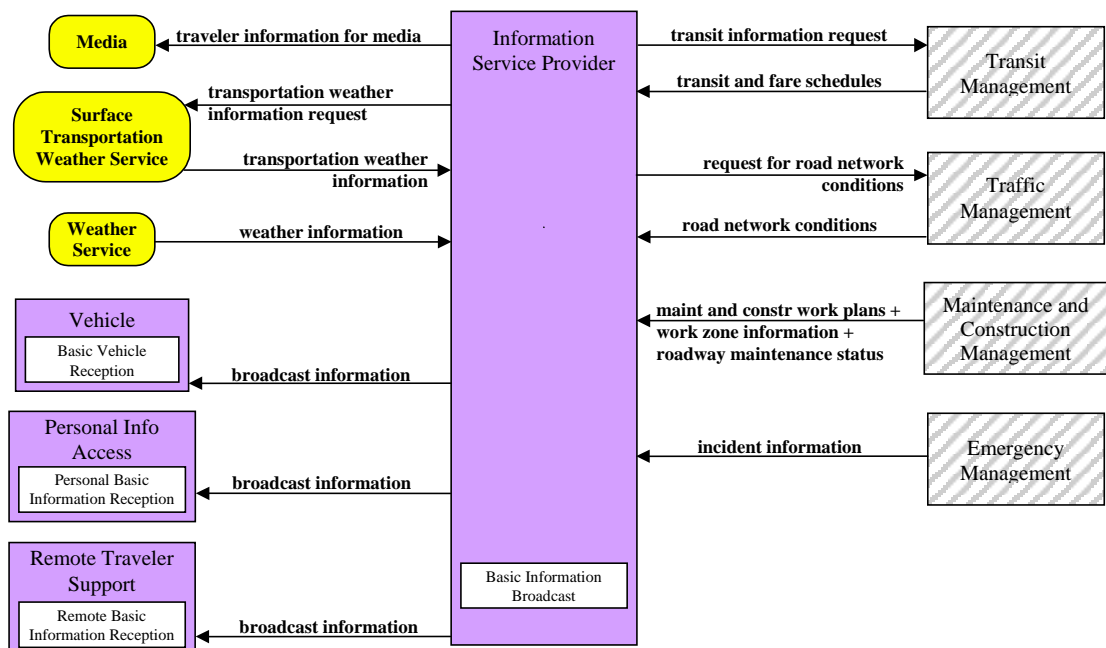 Media
traveler information for media
Information
Service Provider
transit information request
Transit
Management
transit and fare schedules
Surface
Transportation
Weather Service
transportation weather
information request
transportation weather
information
request for road network
conditions
Traffic
Management
road network conditions
Weather
Service
weather information
Vehicle
Basic Vehicle
Reception
broadcast information
maint and constr work plans +
work zone information +
roadway maintenance status
Maintenance and
Construction
Management
Personal Info
Access
Personal Basic
Information Reception
broadcast information
incident information
Emergency
Management
Remote Traveler
Support
Remote Basic
Information Reception
broadcast information
Basic Information
Broadcast